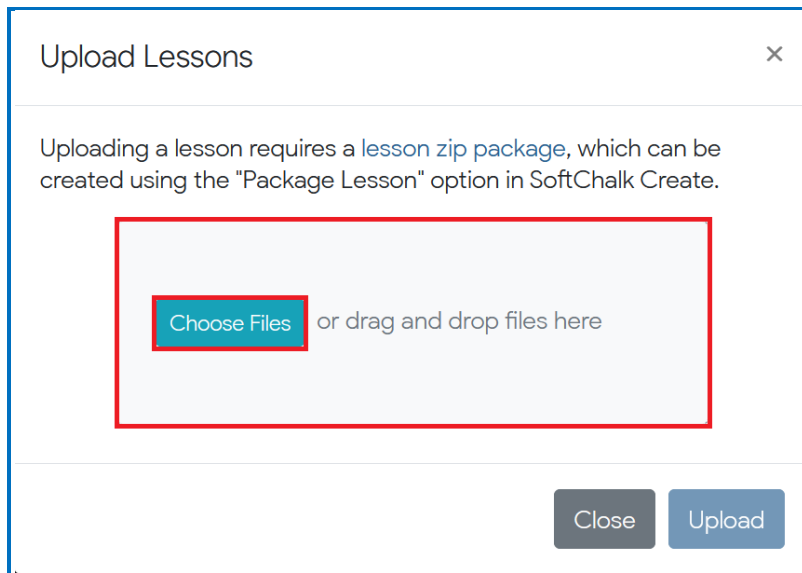 Upload Lessons
×
Uploading a lesson requires a lesson zip package, which can be
created using the "Package Lesson" option in SoftChalk Create.
Choose Files or drag and drop files here
Close Upload